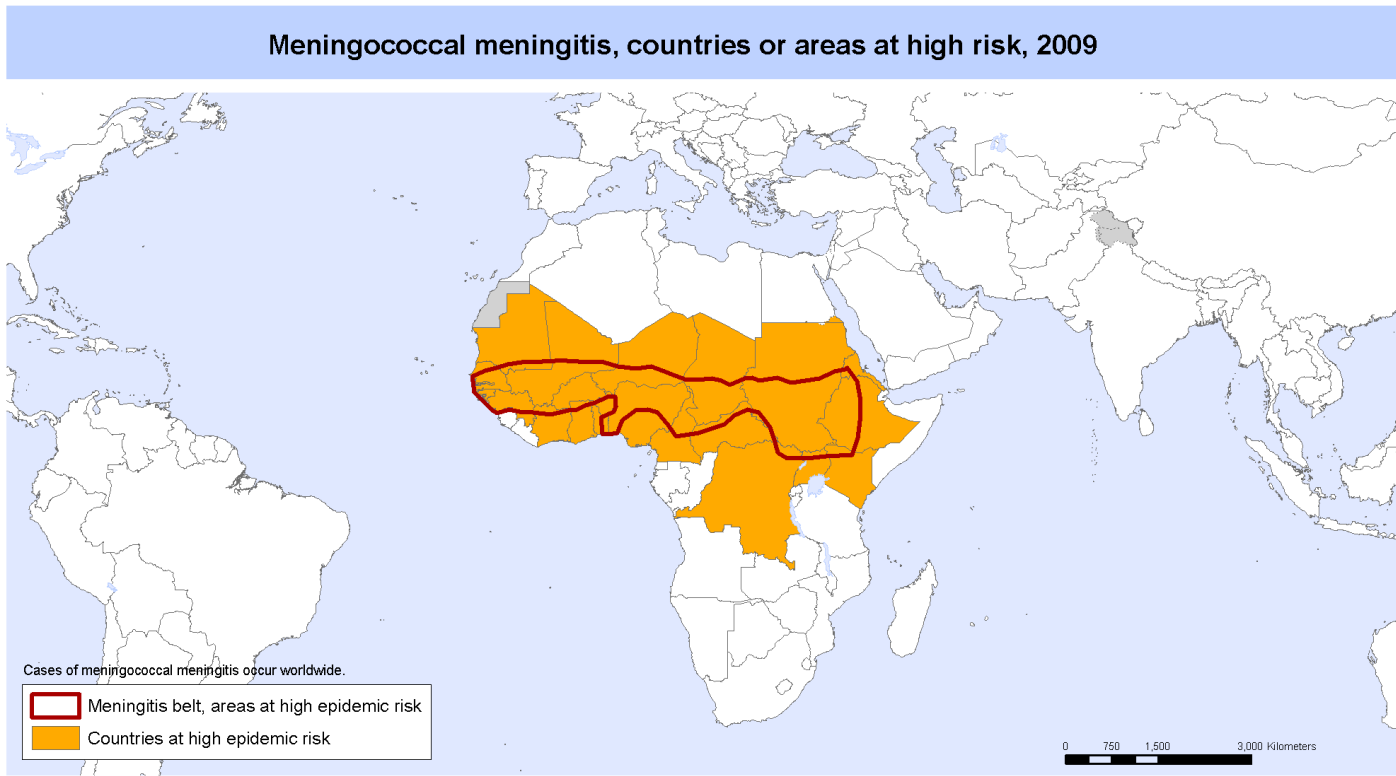 Meningococcal meningitis, countries or areas at high risk, 2009
Cases of meningococcal meningitis occur worldwide.
Meningitis belt, areas at high epidemic risk
Countries at high epidemic risk
0 750 1,500 3,000 Kilometers